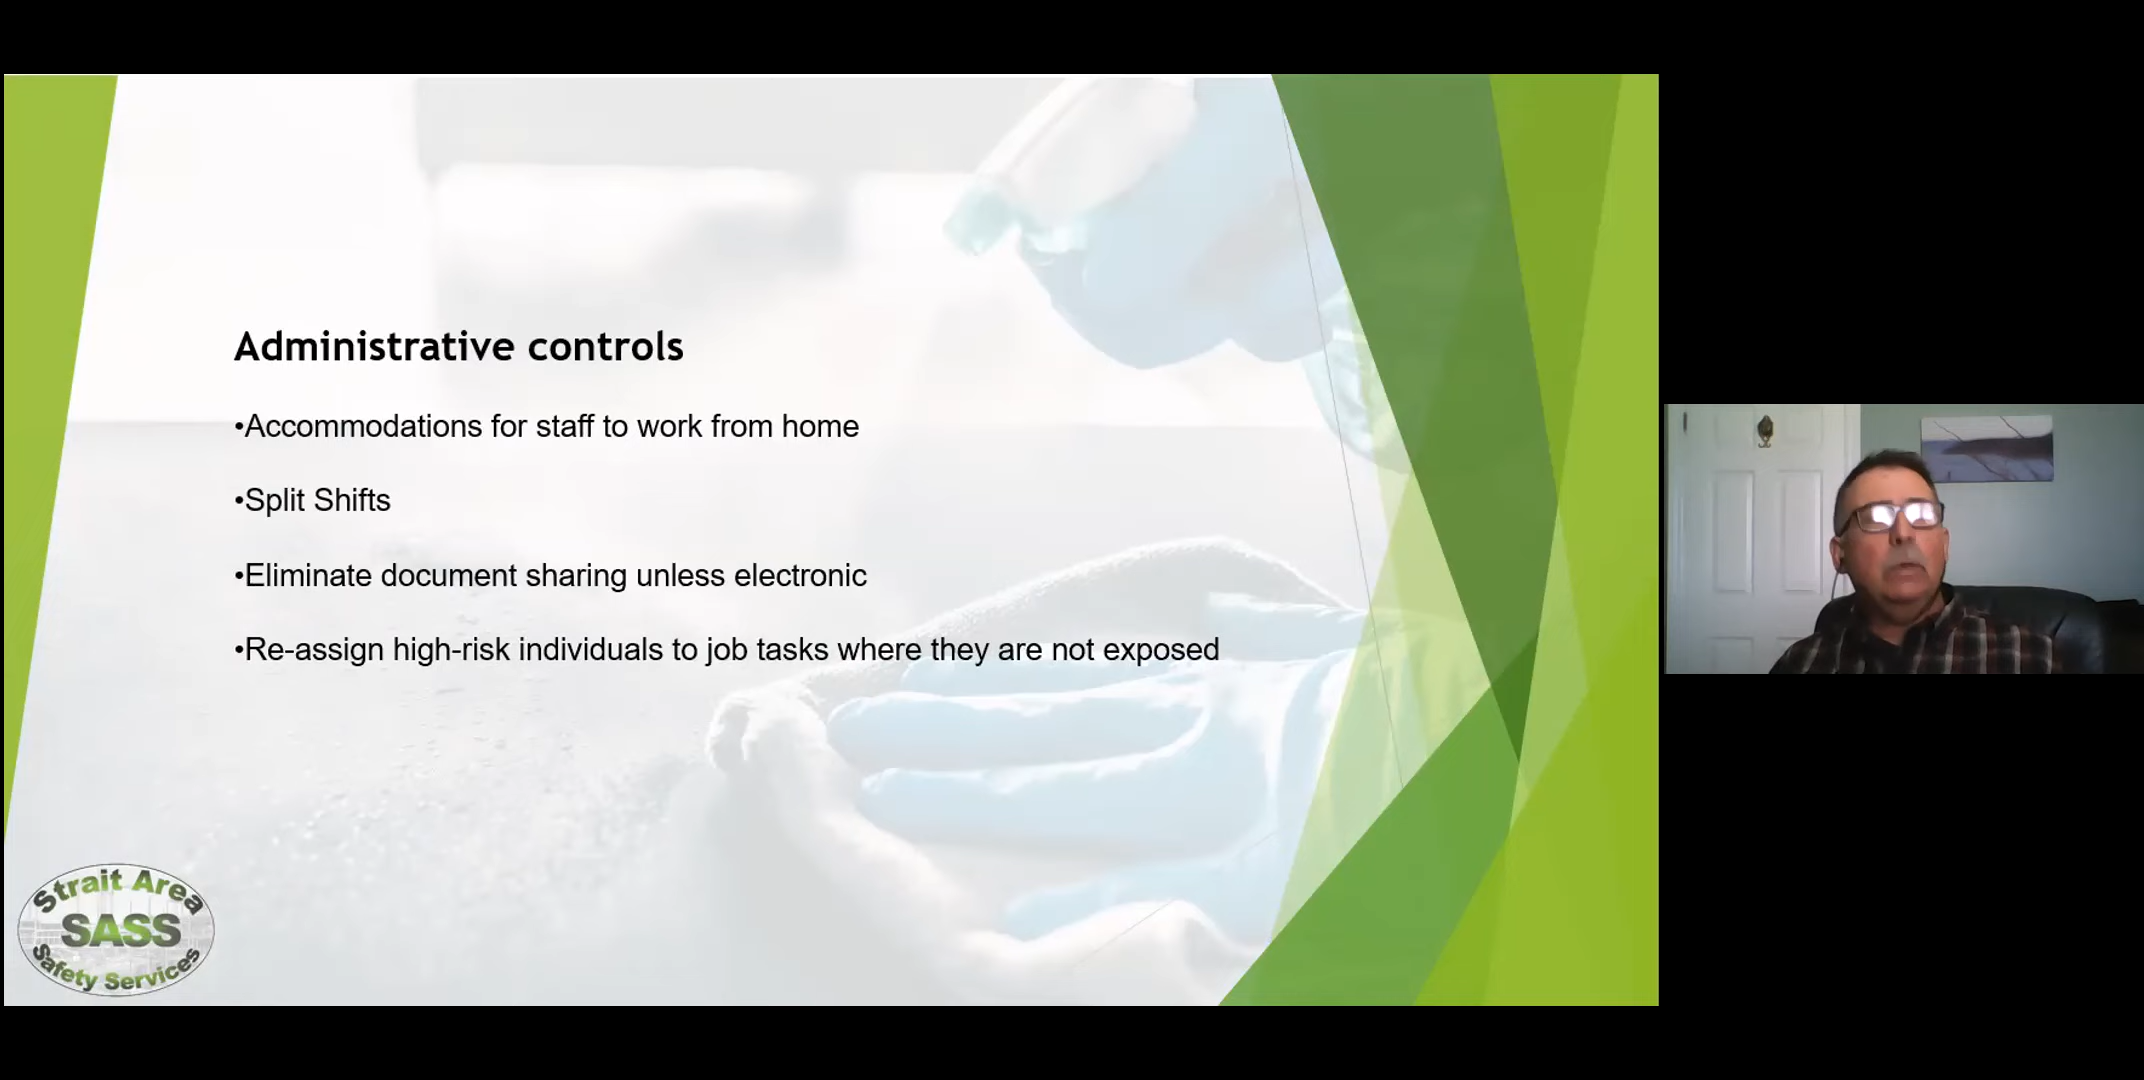 Administrative controls
•Accommodations for staff to work from home
•Split Shifts
•Eliminate document sharing unless electronic
•Re-assign high-risk individuals to job tasks where they are not exposed
Strait Area
SASS
Safety Services